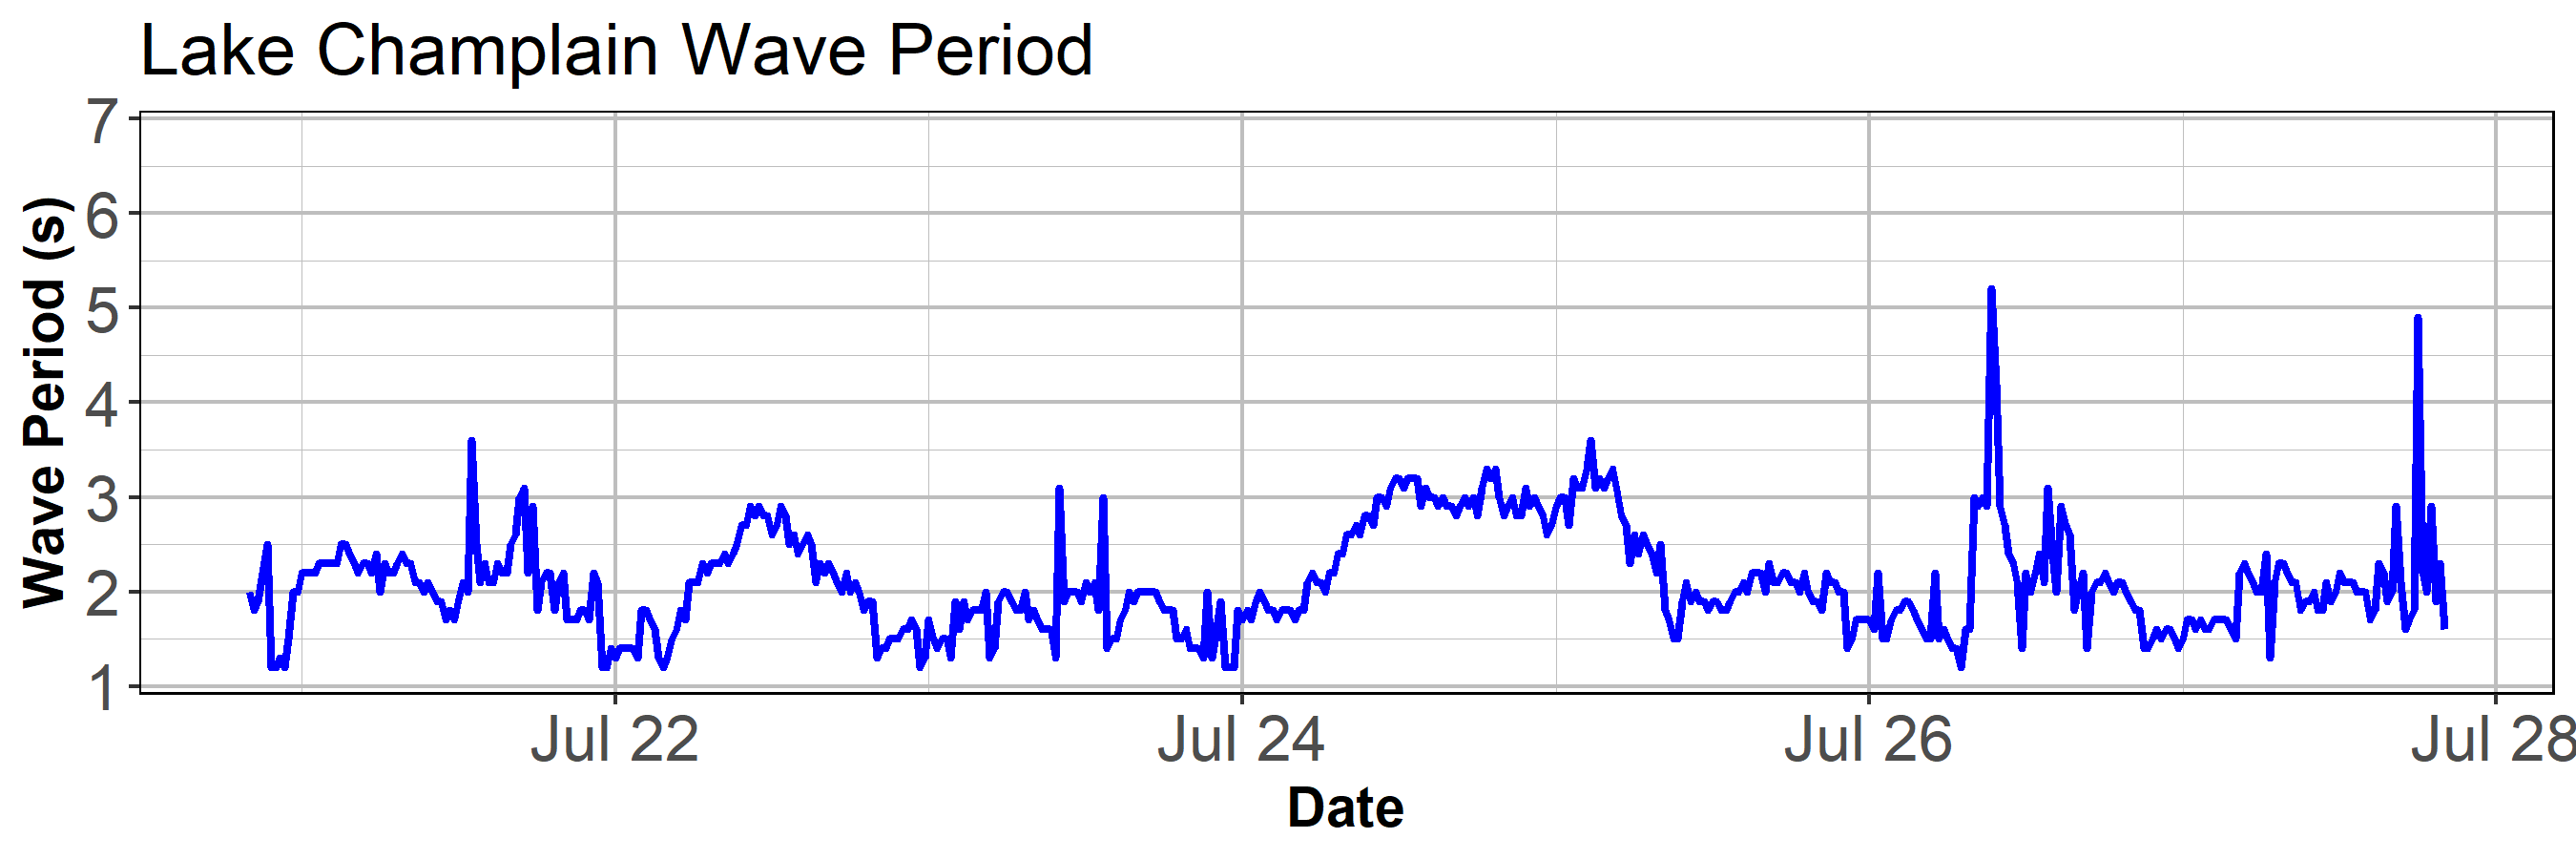 Lake Champlain Wave Period
Wave Period (s)
7
6
5
4
3
2
1
Jul 22
Jul 24
Jul 26
Jul 28
Date